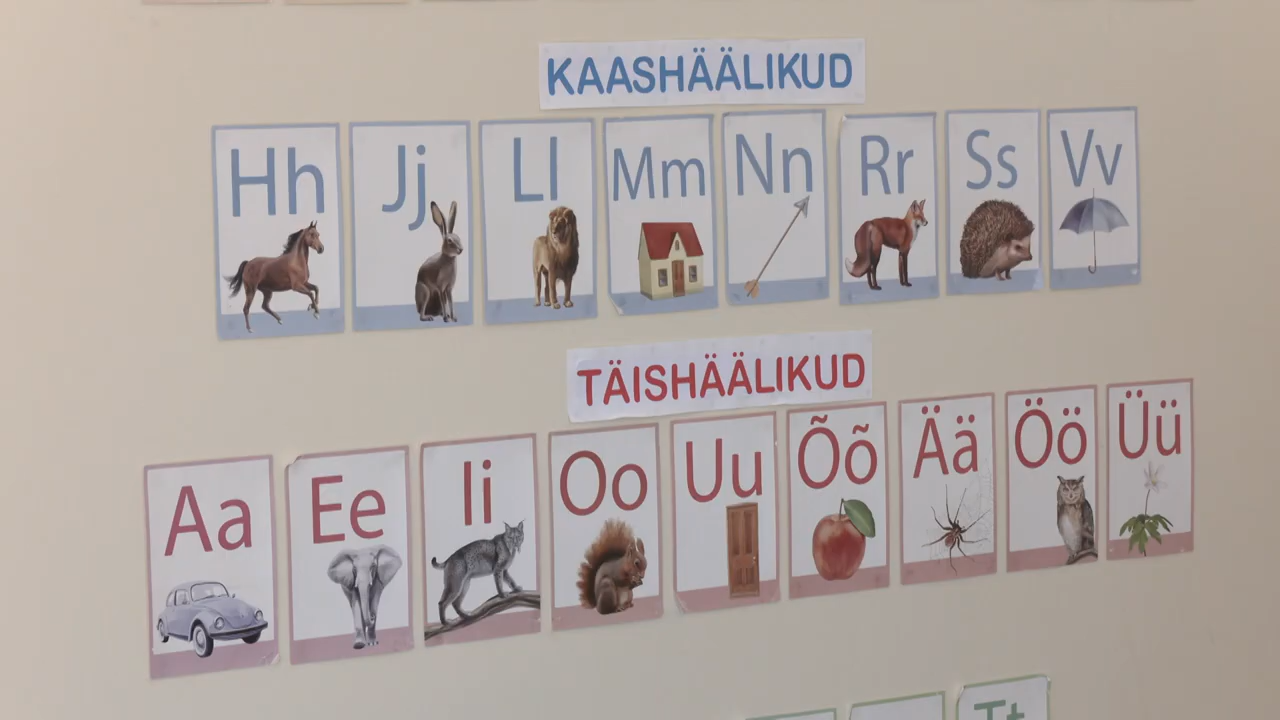 KAASHÄÄLIKUD
Hh Jj Ll Mm Nn Rr Ss Vv
TÄISHÄÄLIKUD
Aa Ee Ii Oo Uu Õõ Ää Öö Üü
Tt